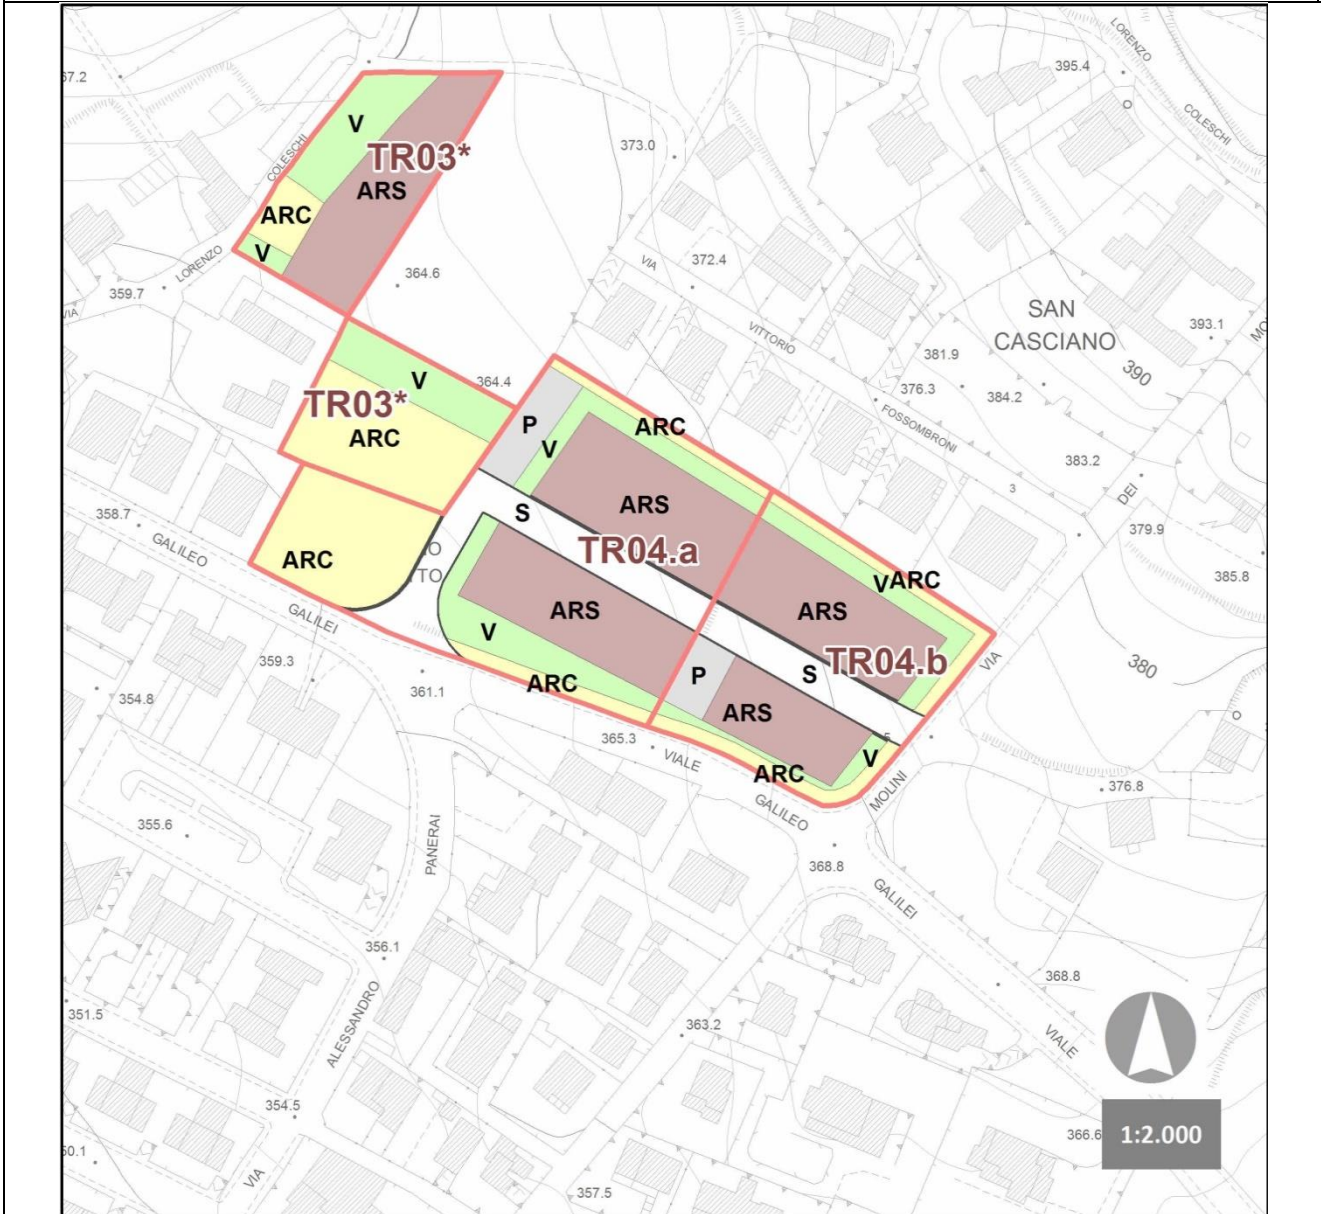 LORENZO
395.4
67.2
COLESCHI
V
373.0
TR03*
COLESCHI
ARS
ARC
V
LORENZO
VIA
372.4
364.6
359.7
VIA
SAN
CASCIANO
393.1
VITTORIO
381.9
390
376.3
384.2
364.4
V
TR03*
FOSSOMBRONI
P
ARC
V
ARC
383.2
3
DEI
ARS
358.7
S
379.9
GALILEO
TR04.a
ARC
TO
385.8
V
ARC
ARS
ARS
GALILEI
V
TR04.b
VIA
380
359.3
S
P
361.1
ARC
354.8
ARS
365.3
VIALE
V
ARC
MOLINI
376.8
GALILEO
355.6
PANERAI
368.8
GALILEI
356.1
368.8
351.5
ALESSANDRO
363.2
VIALE
354.5
366.6
1:2.000
VIA
357.5